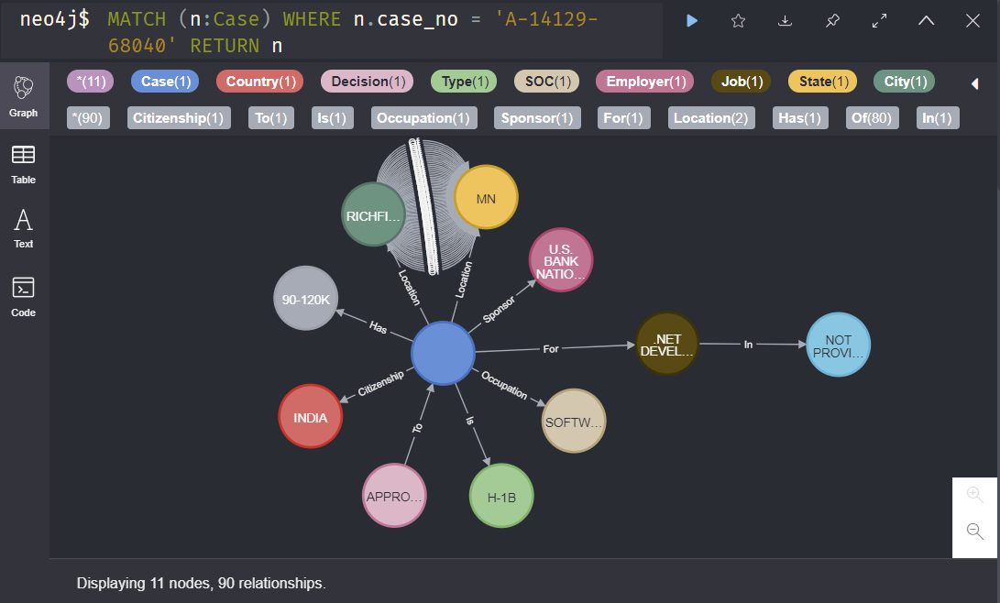 neo4j$ MATCH (n:Case) WHERE n.case_no = 'A-14129-
68040' RETURN n
Graph
*(11) Case(1) Country(1) Decision(1) Type(1) SOC(1) Employer(1) Job(1) State(1) City(1)
*(90) Citizenship(1) To(1) Is(1) Occupation(1) Sponsor(1) For(1) Location(2) Has(1) Of(80) In(1)
Table
A
Text
Code
Of
RICHFI...
MN
U.S.
BANK
NATIO...
Location
Location
Sponsor
90-120K
Has
For
.NET
DEVEL...
In
NOT
PROVI...
Citizenship
Occupation
INDIA
SOFTW...
To
Is
APPRO...
H-1B
Displaying 11 nodes, 90 relationships.